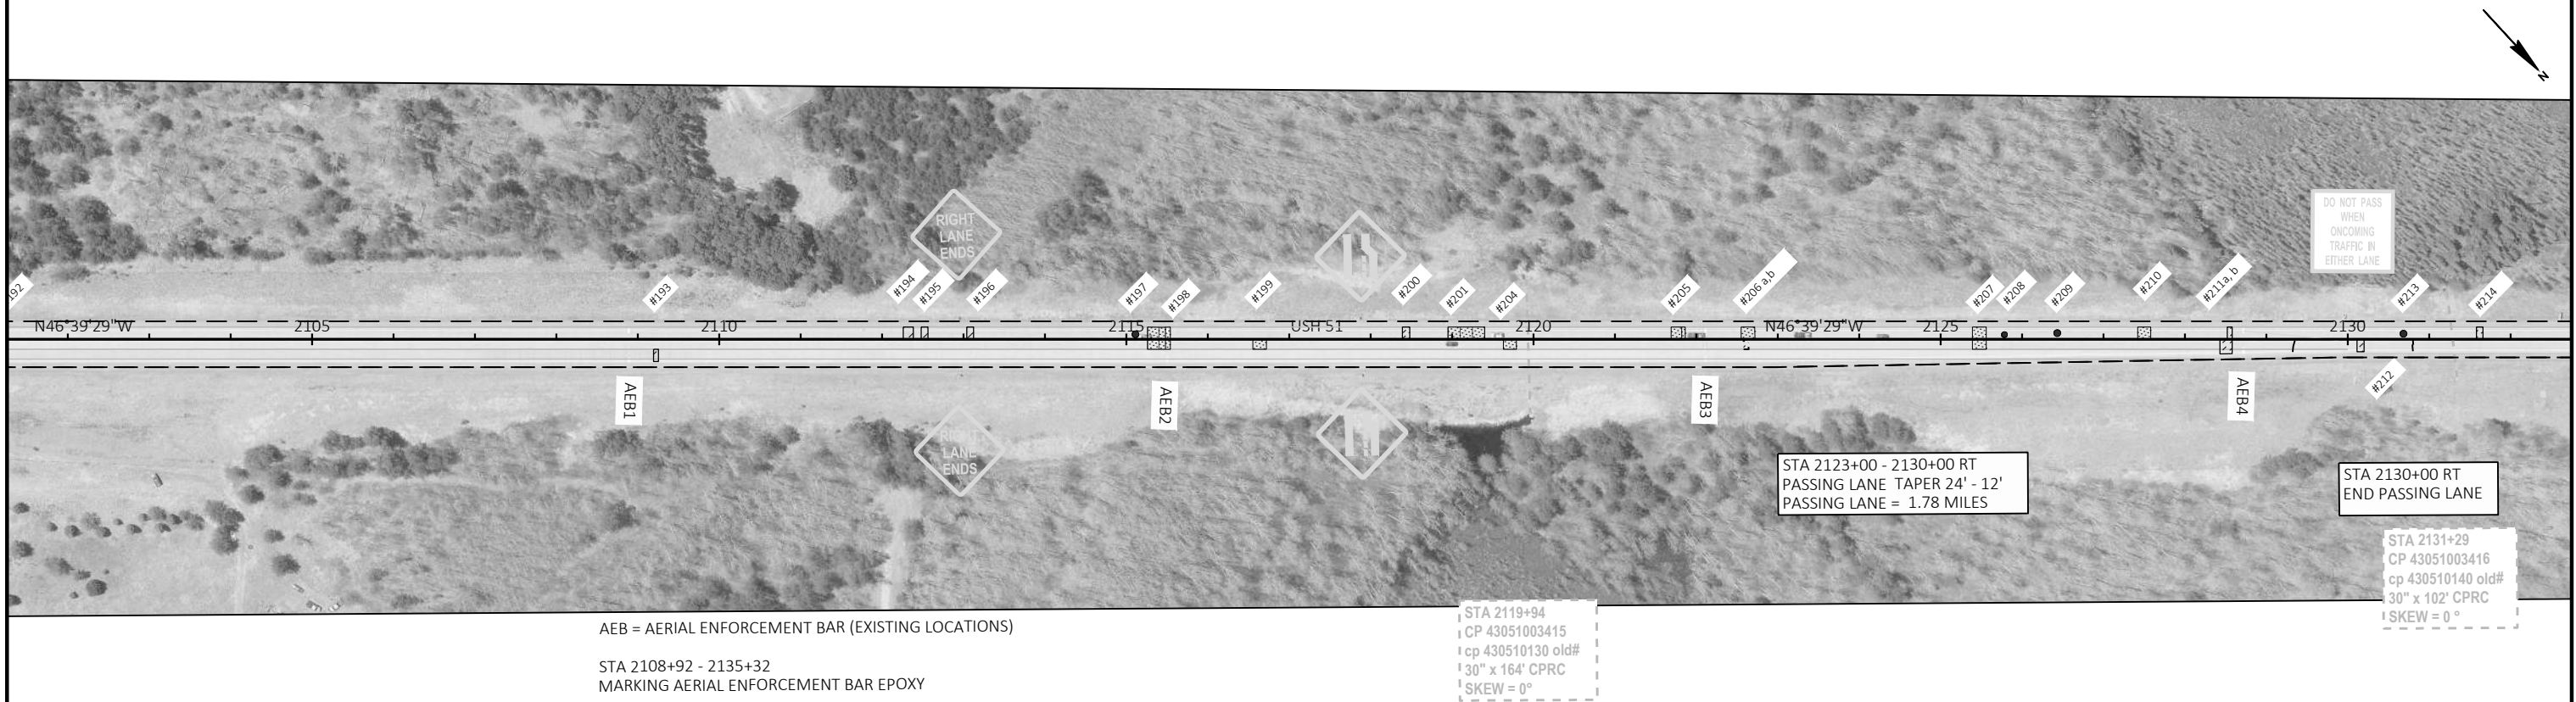 N
RIGHT
LANE
ENDS
DO NOT PASS
WHEN
ONCOMING
TRAFFIC IN
EITHER LANE
192
#193
#194
#195
#196
#197
#198
#199
#200
#201
#204
#205
#206 a,b
#207
#208
#209
#210
#211a, b
#213
#214
N46°39'29"W
2105
2110
2115
USH 51
2120
N46°39'29"W
2125
2130
#212
AEB1
AEB2
AEB3
AEB4
RIGHT
LANE
ENDS
STA 2123+00 - 2130+00 RT
PASSING LANE TAPER 24' - 12'
PASSING LANE = 1.78 MILES
STA 2130+00 RT
END PASSING LANE
STA 2131+29
CP 43051003416
cp 430510140 old#
30" x 102' CPRC
SKEW = 0 °
STA 2119+94
CP 43051003415
cp 430510130 old#
30" x 164' CPRC
SKEW = 0°
AEB = AERIAL ENFORCEMENT BAR (EXISTING LOCATIONS)
STA 2108+92 - 2135+32
MARKING AERIAL ENFORCEMENT BAR EPOXY